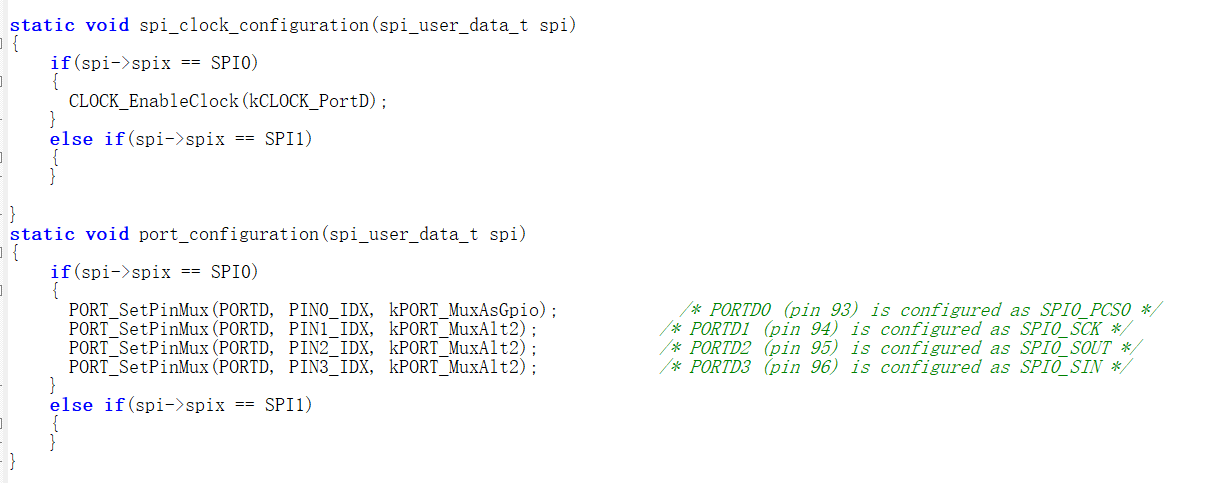 static void spi_clock_configuration(spi_user_data_t spi)
{
    if(spi->spix == SPI0)
    {
      CLOCK_EnableClock(kCLOCK_PortD);
    }
    else if(spi->spix == SPI1)
    {
    }
}
static void port_configuration(spi_user_data_t spi)
{
    if(spi->spix == SPI0)
    {
      PORT_SetPinMux(PORTD, PIN0_IDX, kPORT_MuxAsGpio);            /* PORTD0 (pin 93) is configured as SPI0_PCS0 */
      PORT_SetPinMux(PORTD, PIN1_IDX, kPORT_MuxAlt2);            /* PORTD1 (pin 94) is configured as SPI0_SCK */
      PORT_SetPinMux(PORTD, PIN2_IDX, kPORT_MuxAlt2);            /* PORTD2 (pin 95) is configured as SPI0_SOUT */
      PORT_SetPinMux(PORTD, PIN3_IDX, kPORT_MuxAlt2);            /* PORTD3 (pin 96) is configured as SPI0_SIN */
    }
    else if(spi->spix == SPI1)
    {
    }
}